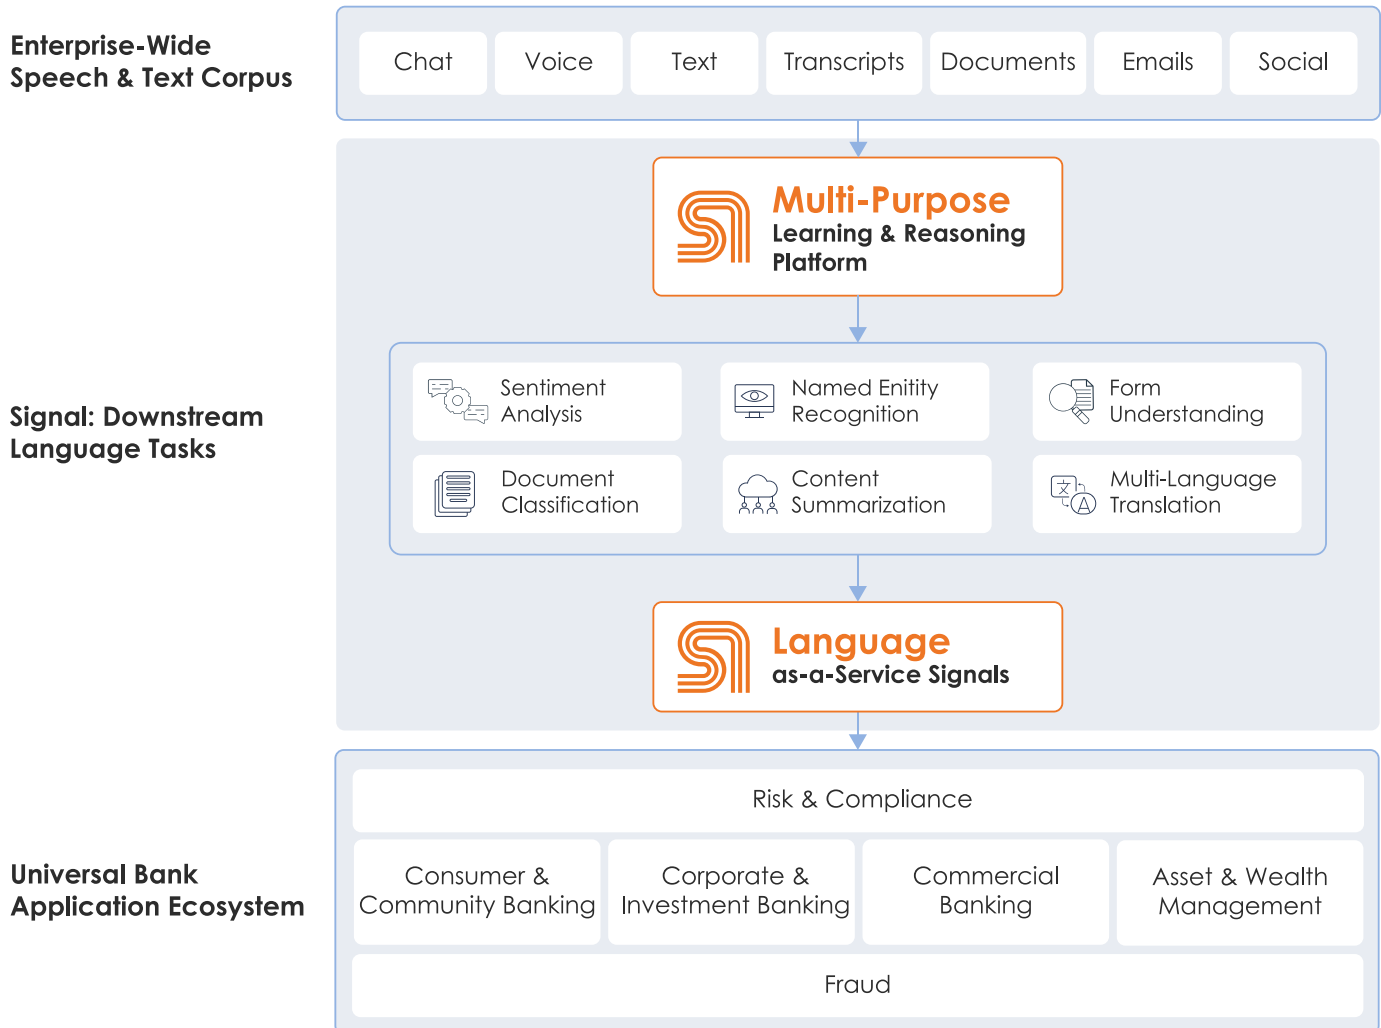 Enterprise-Wide
Speech & Text Corpus
Chat
Voice
Text
Transcripts
Documents
Emails
Social
Multi-Purpose
Learning & Reasoning
Platform
Signal: Downstream
Language Tasks
Sentiment
Analysis
Named Enitity
Recognition
Form
Understanding
Document
Classification
Content
Summarization
Multi-Language
Translation
Language
as-a-Service Signals
Universal Bank
Application Ecosystem
Risk & Compliance
Consumer &
Community Banking
Corporate &
Investment Banking
Commercial
Banking
Asset & Wealth
Management
Fraud